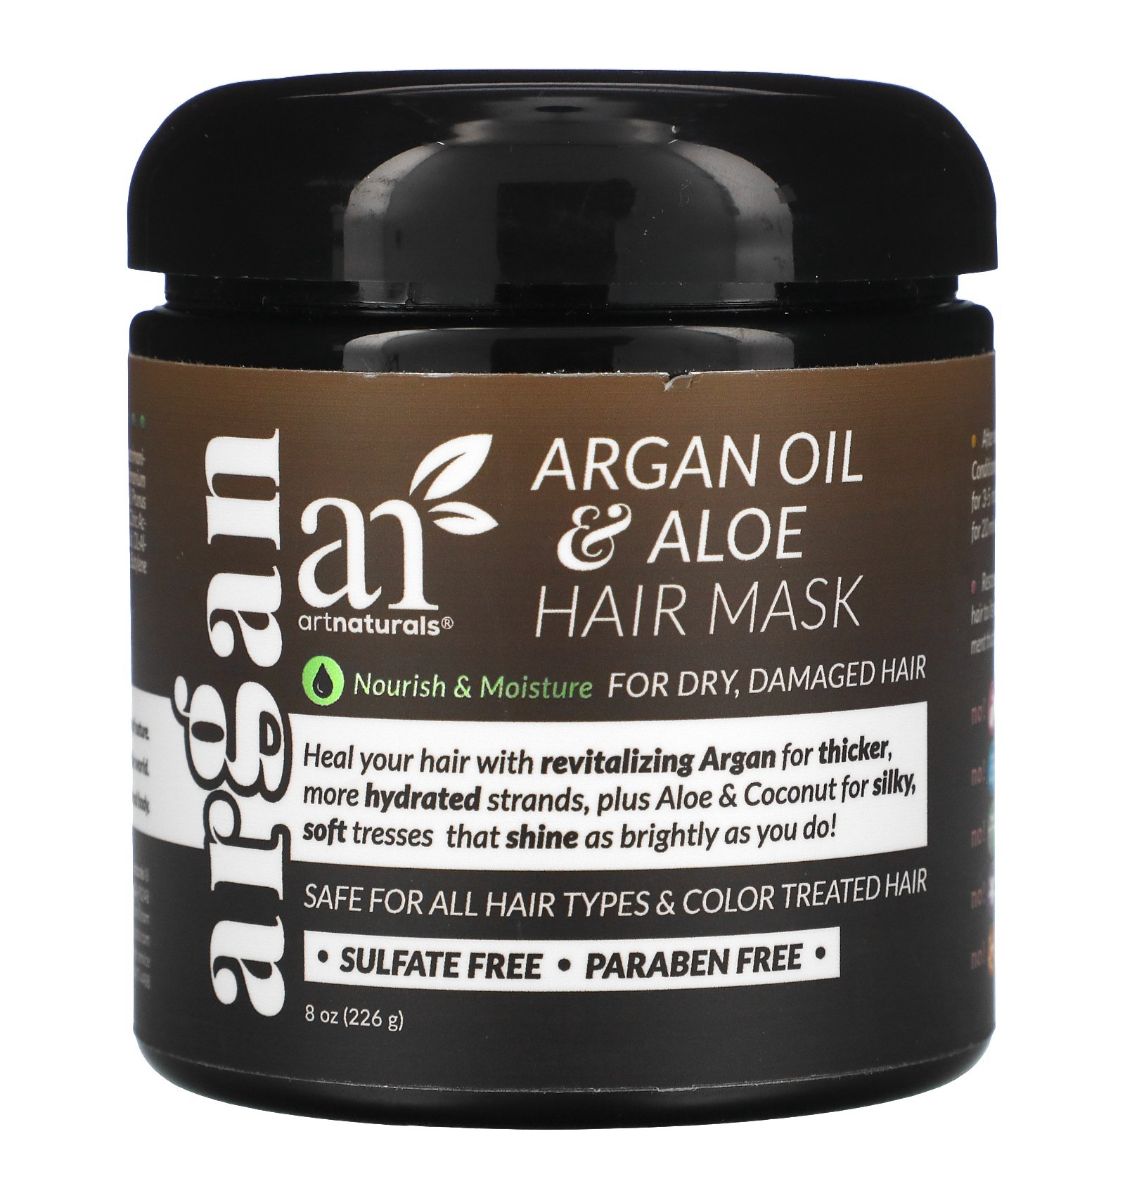 argan
ar
artnaturals®
ARGAN OIL
& ALOE
HAIR MASK
Nourish & Moisture FOR DRY, DAMAGED HAIR
Heal your hair with revitalizing Argan for thicker,
more hydrated strands, plus Aloe & Coconut for silky,
soft tresses that shine as brightly as you do!
SAFE FOR ALL HAIR TYPES & COLOR TREATED HAIR
• SULFATE FREE • PARABEN FREE •
8 oz (226 g)